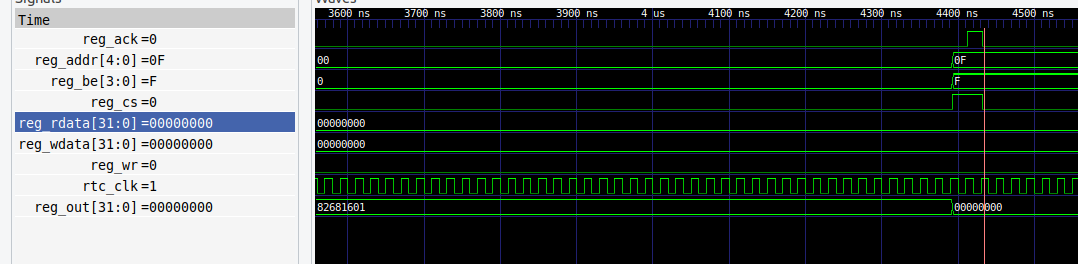 Signals
Waves
Time
3600 ns 3700 ns 3800 ns 3900 ns 4 us 4100 ns 4200 ns 4300 ns 4400 ns 4500 ns
reg_ack=0
reg_addr[4:0]=0F 00 0F
reg_be[3:0]=F 0 F
reg_cs=0
reg_rdata[31:0]=00000000 00000000
reg_wdata[31:0]=00000000 00000000
reg_wr=0
rtc_clk=1
reg_out[31:0]=00000000 82681601 00000000